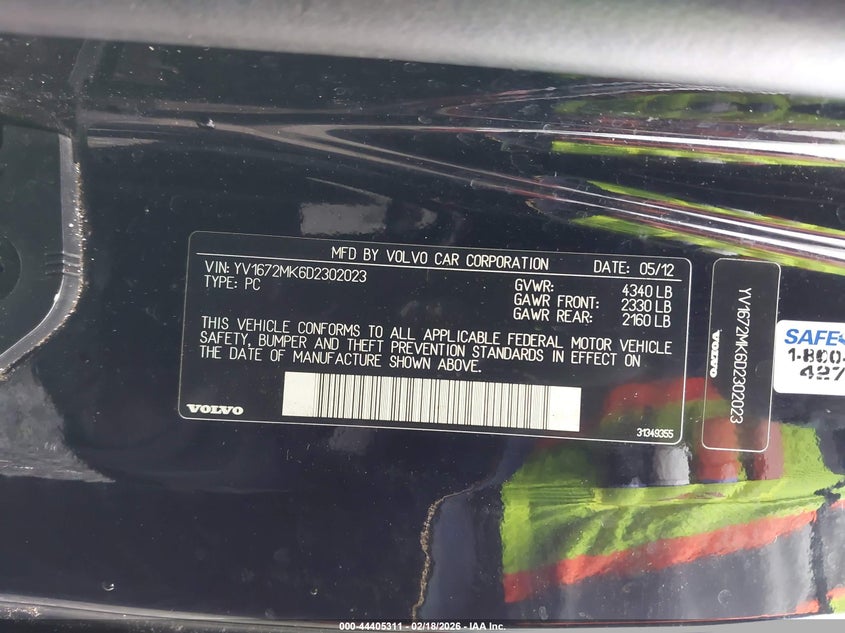 MFD BY VOLVO CAR CORPORATION DATE: 05/12
VIN: YV1672MK6D2302023
TYPE: PC
GVWR: 4340 LB
GAWR FRONT: 2330 LB
GAWR REAR: 2160 LB
THIS VEHICLE CONFORMS TO ALL APPLICABLE FEDERAL MOTOR VEHICLE
SAFETY, BUMPER AND THEFT PREVENTION STANDARDS IN EFFECT ON
THE DATE OF MANUFACTURE SHOWN ABOVE.
VOLVO
31349355
YV1672MK6D2302023
VOLVO
SAFE
1-800-
427
000-44405311 - 02/18/2026 - IAA Inc.